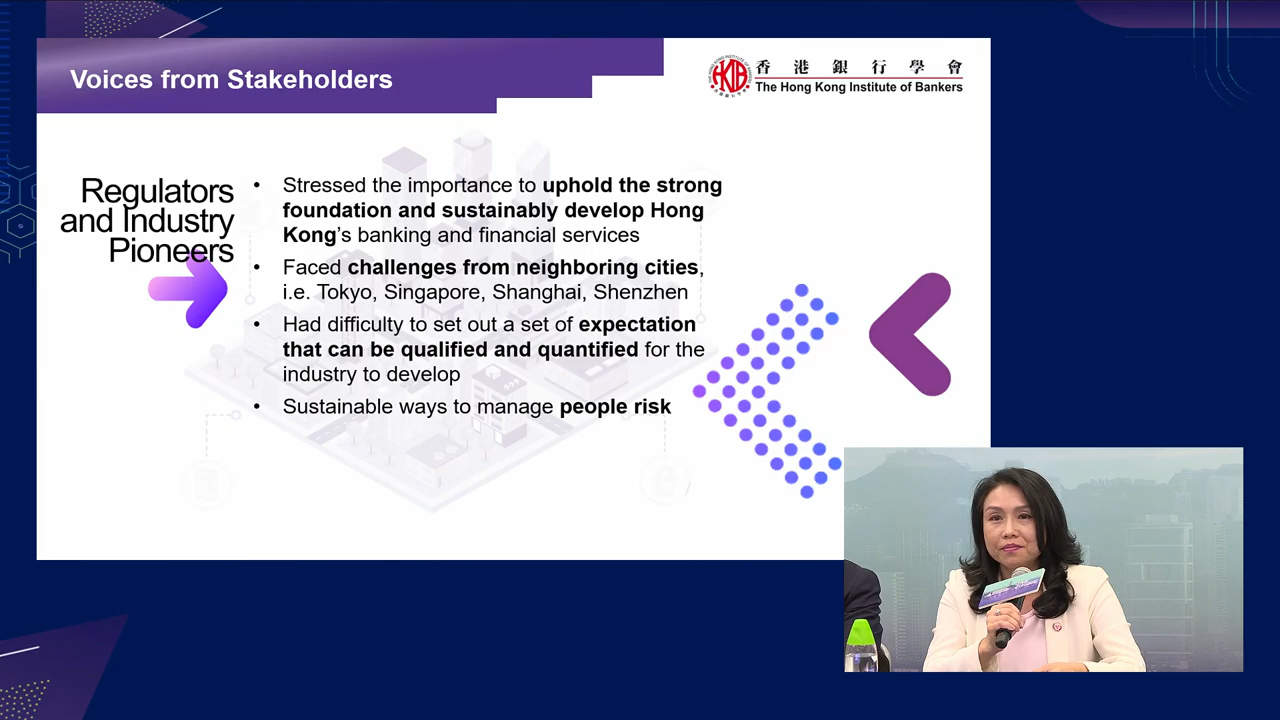 Voices from Stakeholders
HKIB
香港銀行學會
The Hong Kong Institute of Bankers
Regulators
and Industry
Pioneers
• Stressed the importance to uphold the strong
foundation and sustainably develop Hong
Kong’s banking and financial services
• Faced challenges from neighboring cities,
i.e. Tokyo, Singapore, Shanghai, Shenzhen
• Had difficulty to set out a set of expectation
that can be qualified and quantified for the
industry to develop
• Sustainable ways to manage people risk